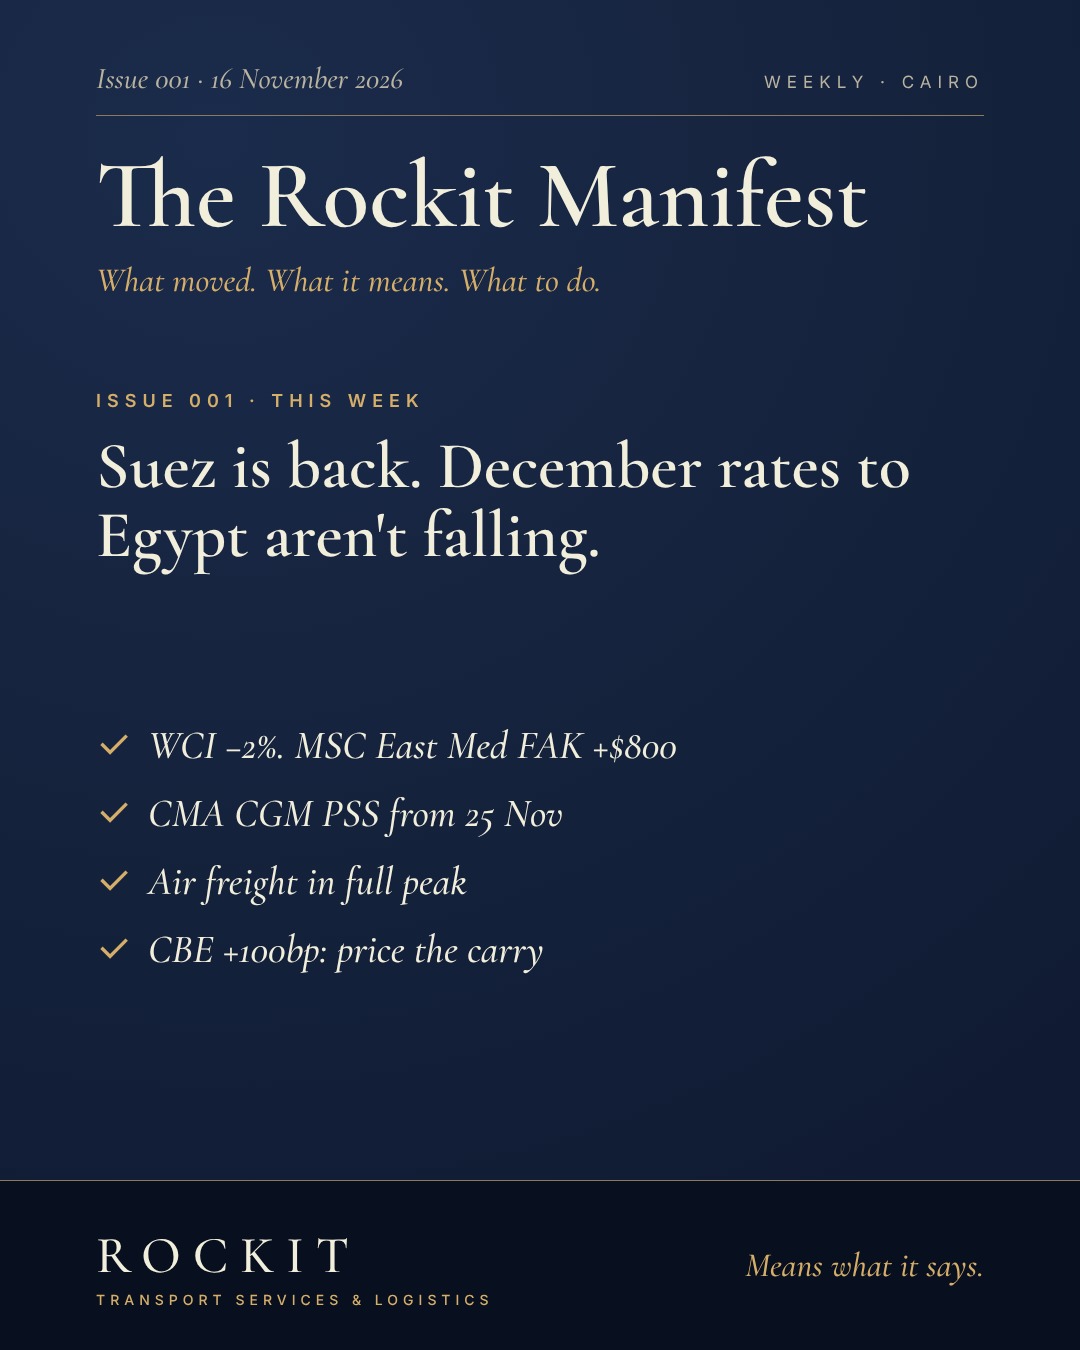 Issue 001 · 16 November 2026
WEEKLY · CAIRO
The Rockit Manifest
What moved. What it means. What to do.
ISSUE 001 · THIS WEEK
Suez is back. December rates to
Egypt aren't falling.
✓ WCI –2%. MSC East Med FAK +$800
✓ CMA CGM PSS from 25 Nov
✓ Air freight in full peak
✓ CBE +100bp: price the carry
ROCKIT
TRANSPORT SERVICES & LOGISTICS
Means what it says.